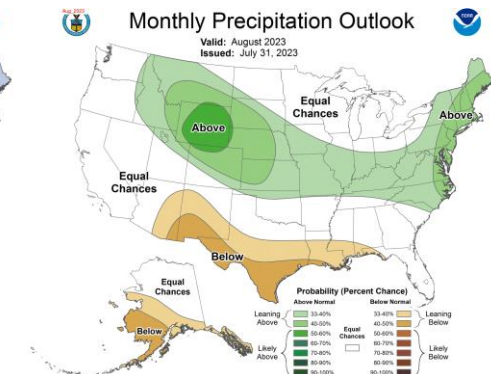 Aug. 2023
Monthly Precipitation Outlook
Valid: August 2023
Issued: July 31, 2023
Equal
Chances
Above
Above
Equal
Chances
Below
Equal
Chances
Below
Probability (Percent Chance)
Above Normal
Below Normal
Leaning
Above
33-40%
40-50%
Equal
Chances
33-40%
40-50%
Leaning
Below
Likely
Above
50-60%
60-70%
70-80%
80-90%
90-100%
50-60%
60-70%
70-80%
80-90%
90-100%
Likely
Below